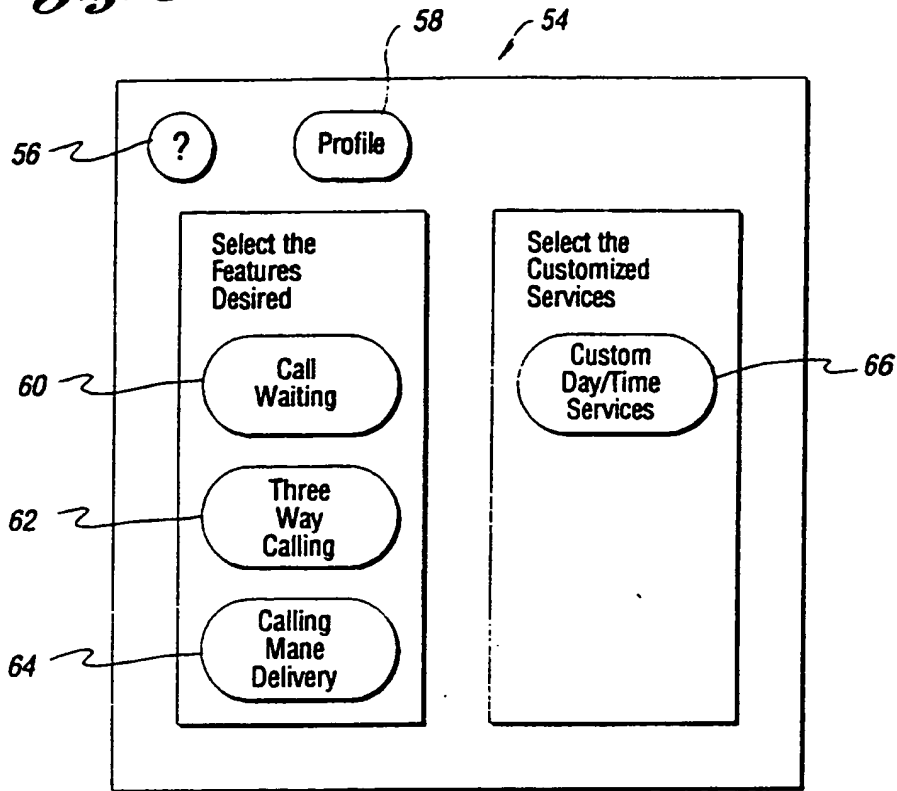 58
54
56
?
Profile
Select the
Features
Desired
Select the
Customized
Services
60
Call
Waiting
Custom
Day/Time
Services
66
62
Three
Way
Calling
64
Calling
Mane
Delivery